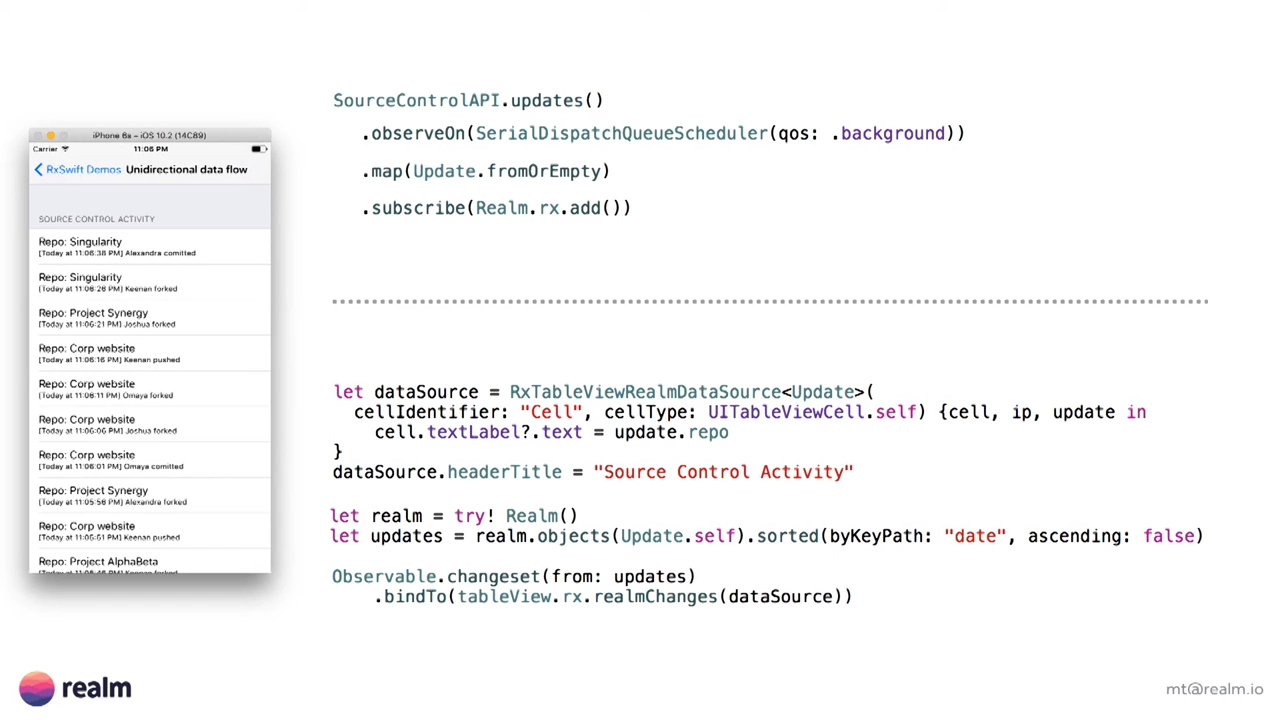 iPhone 6s – iOS 10.2 (14C89)
Carrier
11:06 PM
RxSwift Demos Unidirectional data flow
SOURCE CONTROL ACTIVITY
Repo: Singularity
[Today at 11:06:36 PM] Alexandra comitted
Repo: Singularity
[Today at 11:06:26 PM] Keenan forked
Repo: Project Synergy
[Today at 11:06:21 PM] Joshua forked
Repo: Corp website
[Today at 11:06:16 PM] Keenan pushed
Repo: Corp website
[Today at 11:06:11 PM] Omaya forked
Repo: Corp website
[Today at 11:06:06 PM] Joshua forked
Repo: Corp website
[Today at 11:06:01 PM] Omaya comitted
Repo: Project Synergy
[Today at 11:05:56 PM] Alexandra forked
Repo: Corp website
[Today at 11:05:51 PM] Keenan pushed
Repo: Project AlphaBeta
SourceControlAPI.updates()
.observeOn(SerialDispatchQueueScheduler(qos: .background))
.map(Update.fromOrEmpty)
.subscribe(Realm.rx.add())
let dataSource = RxTableViewRealmDataSource<Update>(
cellIdentifier: "Cell", cellType: UITableViewCell.self) {cell, ip, update in
cell.textLabel?.text = update.repo
}
dataSource.headerTitle = "Source Control Activity"
let realm = try! Realm()
let updates = realm.objects(Update.self).sorted(byKeyPath: "date", ascending: false)
Observable.changeset(from: updates)
.bindTo(tableView.rx.realmChanges(dataSource))
realm
mt@realm.io